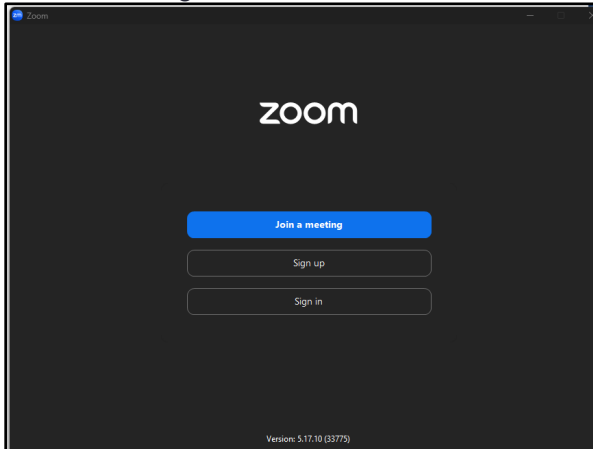 Zoom
zoom
Join a meeting
Sign up
Sign in
Version: 5.17.10 (33775)